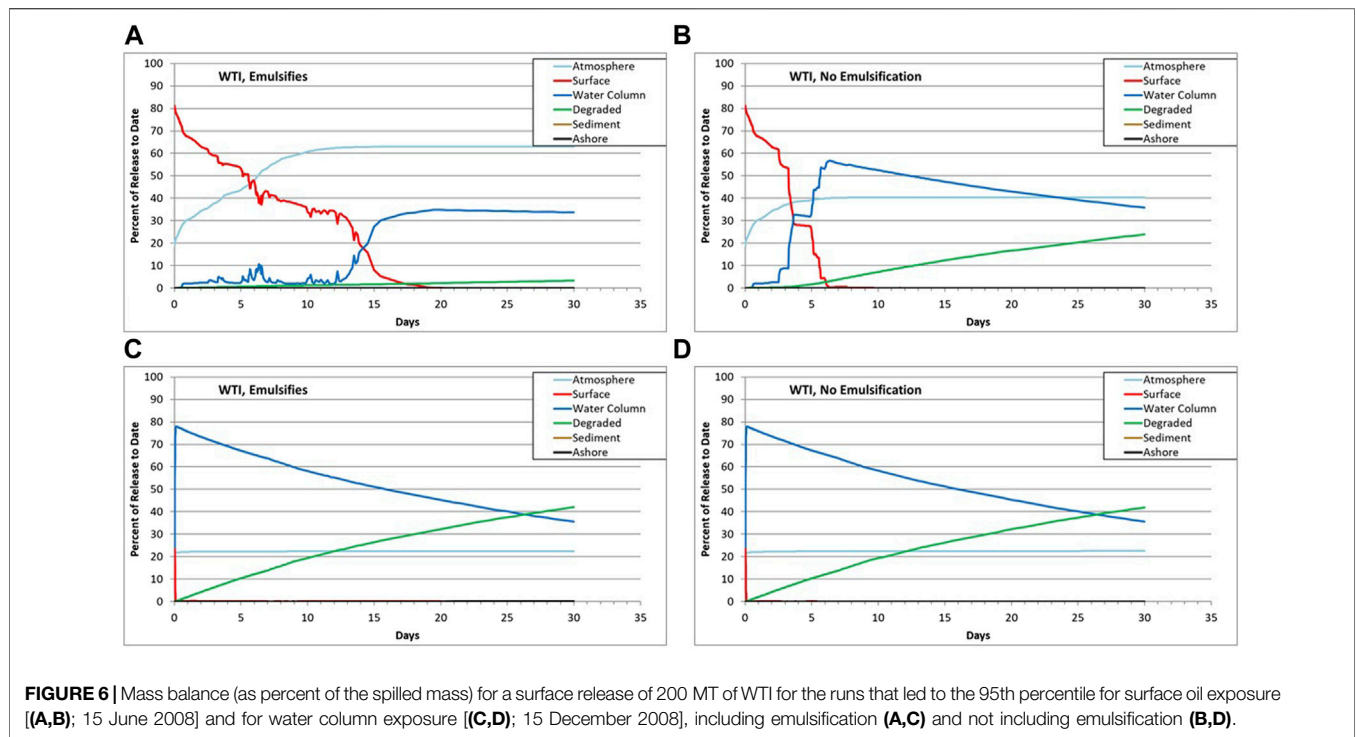 A
WTI, Emulsifies
Atmosphere
Surface
Water Column
Degraded
Sediment
Ashore
Percent of Release to Date
100
90
80
70
60
50
40
30
20
10
0
0 5 10 15 20 25 30 35
Days
B
WTI, No Emulsification
Atmosphere
Surface
Water Column
Degraded
Sediment
Ashore
Percent of Release to Date
100
90
80
70
60
50
40
30
20
10
0
0 5 10 15 20 25 30 35
Days
C
WTI, Emulsifies
Atmosphere
Surface
Water Column
Degraded
Sediment
Ashore
Percent of Release to Date
100
90
80
70
60
50
40
30
20
10
0
0 5 10 15 20 25 30 35
Days
D
WTI, No Emulsification
Atmosphere
Surface
Water Column
Degraded
Sediment
Ashore
Percent of Release to Date
100
90
80
70
60
50
40
30
20
10
0
0 5 10 15 20 25 30 35
Days
FIGURE 6 | Mass balance (as percent of the spilled mass) for a surface release of 200 MT of WTI for the runs that led to the 95th percentile for surface oil exposure
[(A,B); 15 June 2008] and for water column exposure [(C,D); 15 December 2008], including emulsification (A,C) and not including emulsification (B,D).